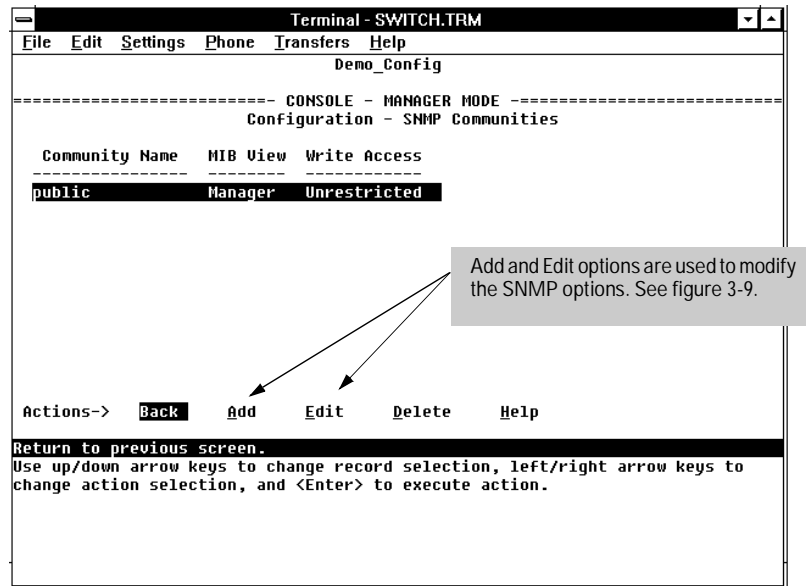 Terminal - SWITCH.TRM
File Edit Settings Phone Transfers Help
Demo_Config
==========================- CONSOLE - MANAGER MODE -===========================
Configuration - SNMP Communities
Community Name MIB View Write Access
---------------- --------- ------------
public Manager Unrestricted
Add and Edit options are used to modify
the SNMP options. See figure 3-9.
Actions-> Back Add Edit Delete Help
Return to previous screen.
Use up/down arrow keys to change record selection, left/right arrow keys to
change action selection, and <Enter> to execute action.